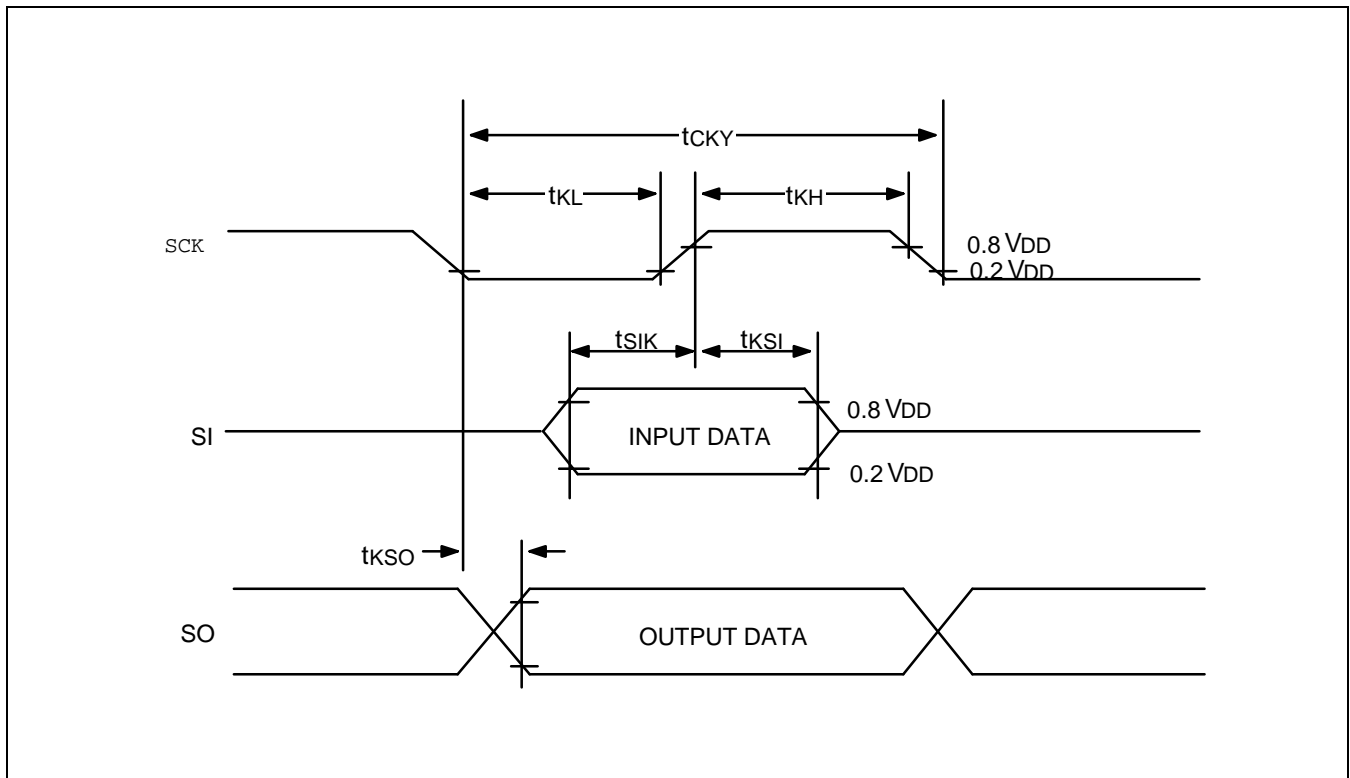 tCKY
tKL
tKH
SCK
0.8 VDD
0.2 VDD
tSIK
tKSI
SI
INPUT DATA
0.8 VDD
0.2 VDD
tKSO
SO
OUTPUT DATA